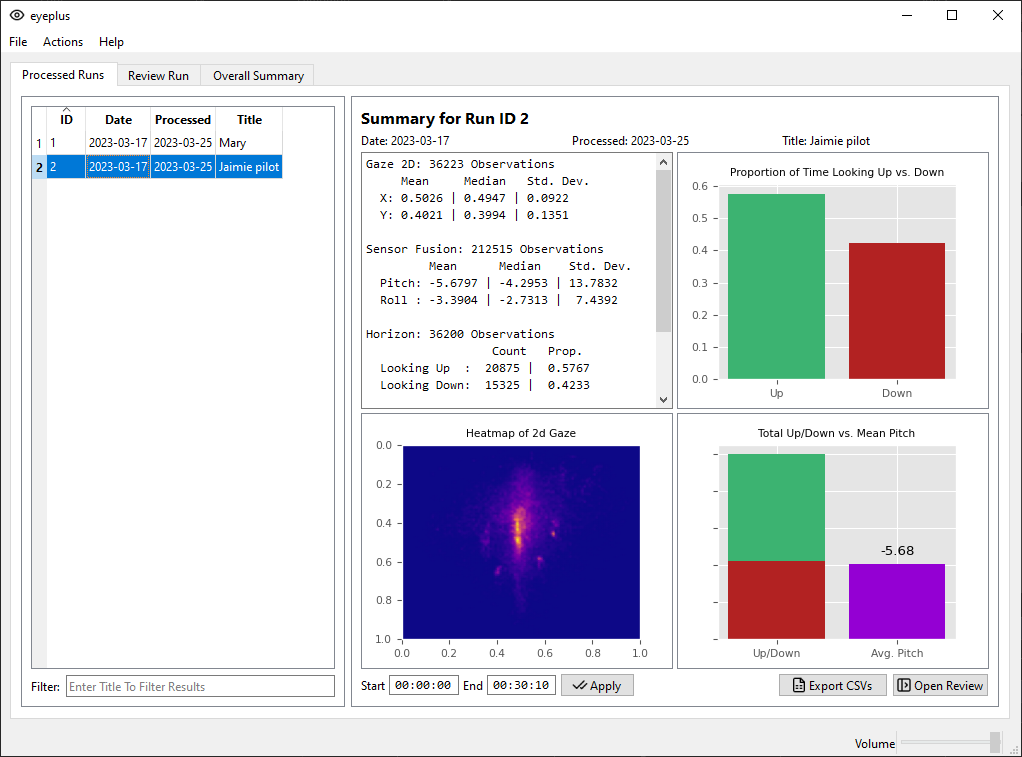 eyeplus
File Actions Help
Processed Runs Review Run Overall Summary
ID Date Processed Title
1 1 2023-03-17 2023-03-25 Mary
2 2 2023-03-17 2023-03-25 Jaimie pilot
Filter: Enter Title To Filter Results
Summary for Run ID 2
Date: 2023-03-17 Processed: 2023-03-25 Title: Jaimie pilot
Gaze 2D: 36223 Observations
Mean Median Std. Dev.
X: 0.5026 | 0.4947 | 0.0922
Y: 0.4021 | 0.3994 | 0.1351
Sensor Fusion: 212515 Observations
Mean Median Std. Dev.
Pitch: -5.6797 | -4.2953 | 13.7832
Roll : -3.3904 | -2.7313 | 7.4392
Horizon: 36200 Observations
Count Prop.
Looking Up : 20875 | 0.5767
Looking Down: 15325 | 0.4233
Proportion of Time Looking Up vs. Down
0.6
0.5
0.4
0.3
0.2
0.1
0.0
Up Down
Heatmap of 2d Gaze
0.0
0.2
0.4
0.6
0.8
1.0
0.0 0.2 0.4 0.6 0.8 1.0
Total Up/Down vs. Mean Pitch
-5.68
Up/Down Avg. Pitch
Start 00:00:00 End 00:30:10 Apply Export CSVs Open Review
Volume